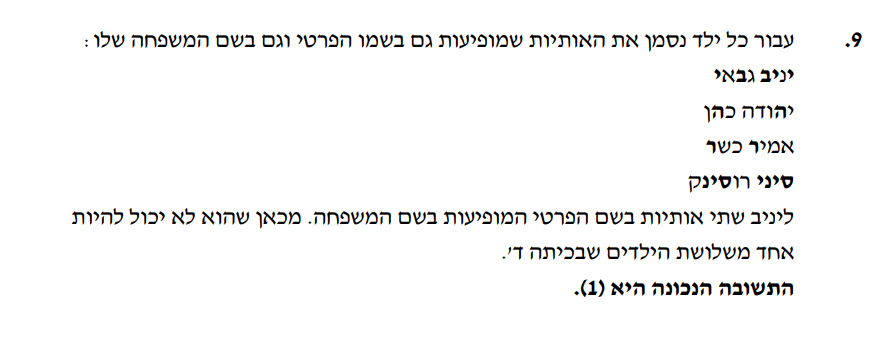 9. עבור כל ילד נסמן את האותיות שמופיעות גם בשמו הפרטי וגם בשם המשפחה שלו:
יניב גבאי
יהודה כהן
אמיר כשר
סיני רוסינק
ליניב שתי אותיות בשם הפרטי המופיעות בשם המשפחה. מכאן שהוא לא יכול להיות
אחד משלושת הילדים שבכיתה ד'.
התשובה הנכונה היא (1).